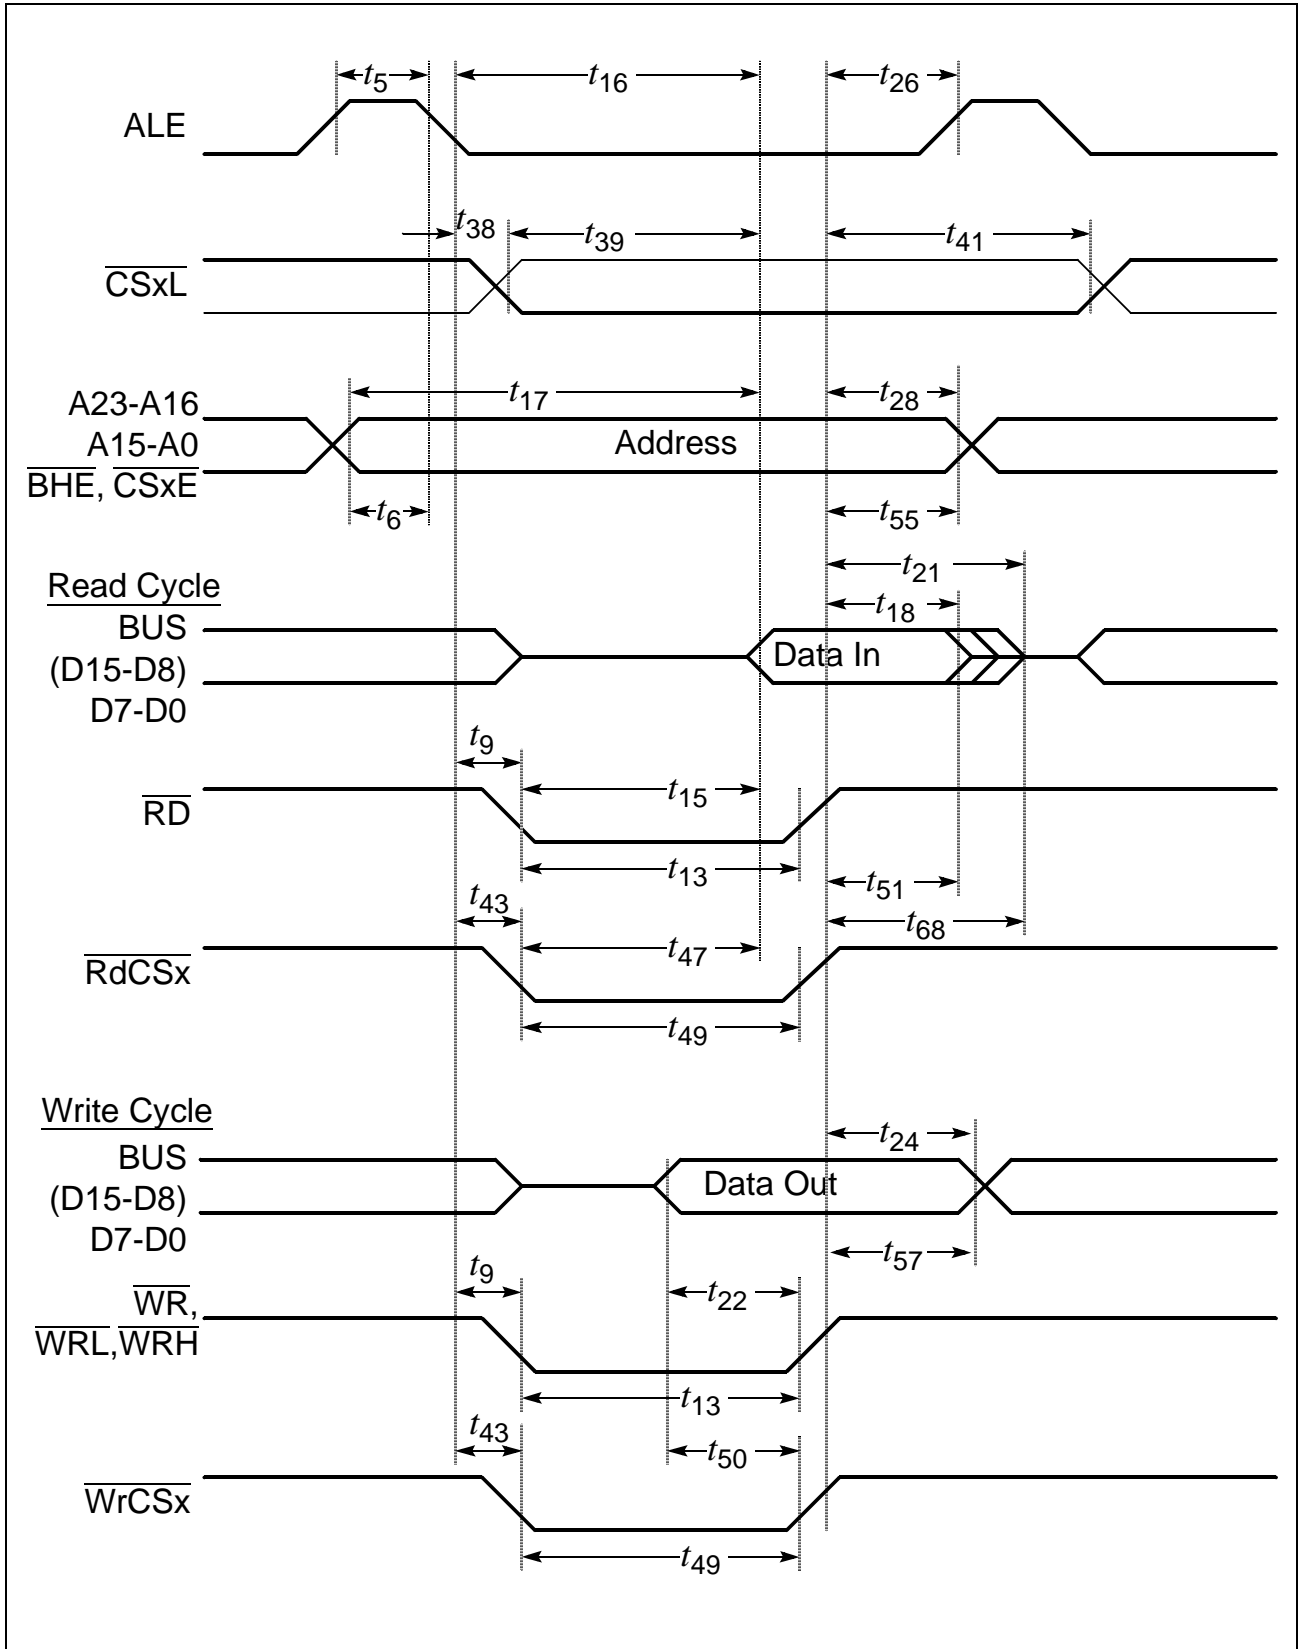 t5 t16 t26
ALE
t38 t39 t41
CSxL
t17 t28
A23-A16
A15-A0
BHE, CSxE
Address
t6 t55
t21
Read Cycle
t18
BUS
(D15-D8)
D7-D0
Data In
t9
t15
RD
t13 t51
t43 t68
t47
RdCSx
t49
Write Cycle
t24
BUS
(D15-D8)
D7-D0
Data Out
t57
t9 t22
WR,
WRL,WRH
t13
t43 t50
WrCSx
t49